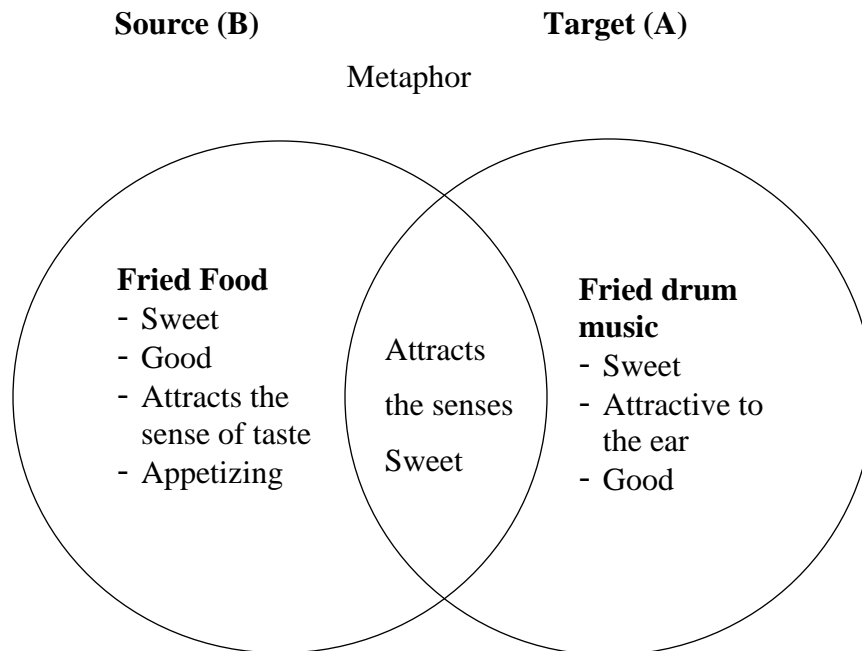 Source (B)
Target (A)
Metaphor
Fried Food
- Sweet
- Good
- Attracts the
sense of taste
- Appetizing
Attracts
the senses
Sweet
Fried drum
music
- Sweet
- Attractive to
the ear
- Good